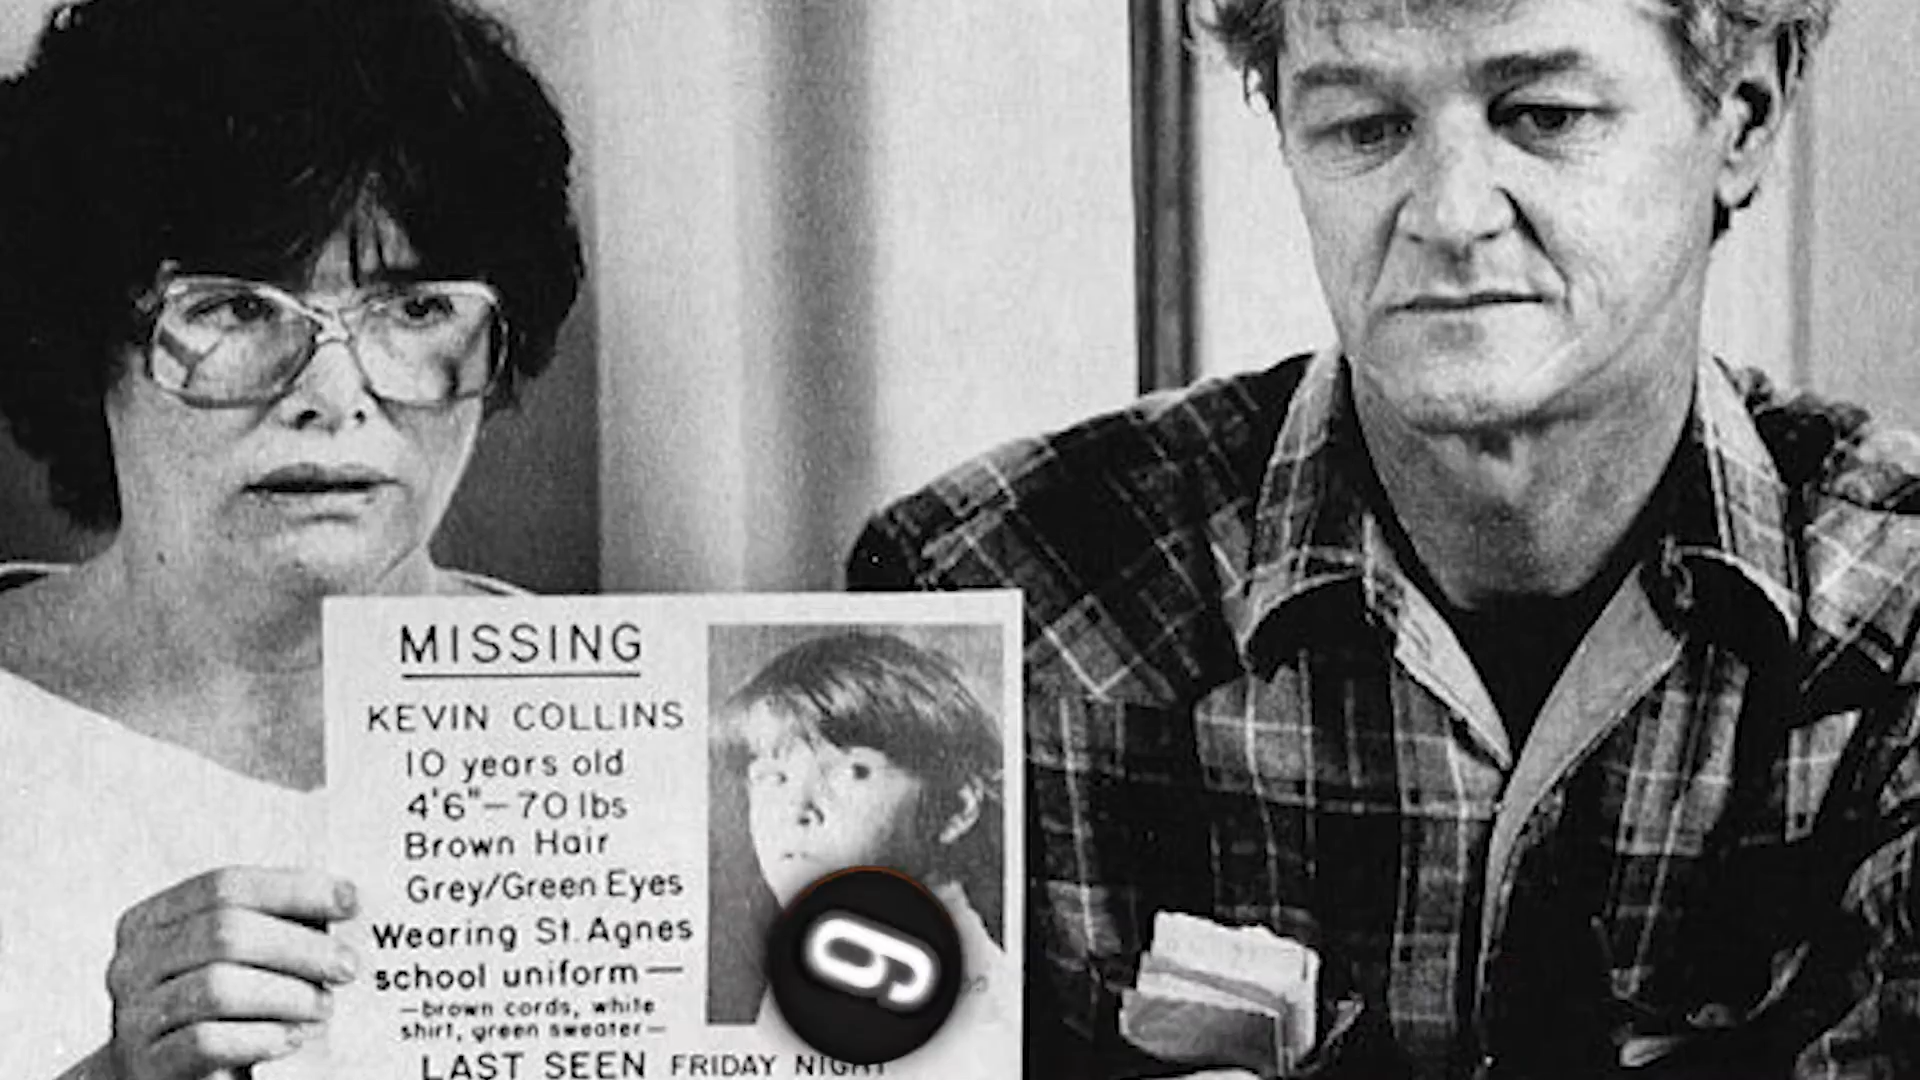 MISSING
KEVIN COLLINS
10 years old
4'6"—70 lbs
Brown Hair
Grey/Green Eyes
Wearing St. Agnes
school uniform—
—brown cords, white
shirt, green sweater—
LAST SEEN FRIDAY NIGHT
9